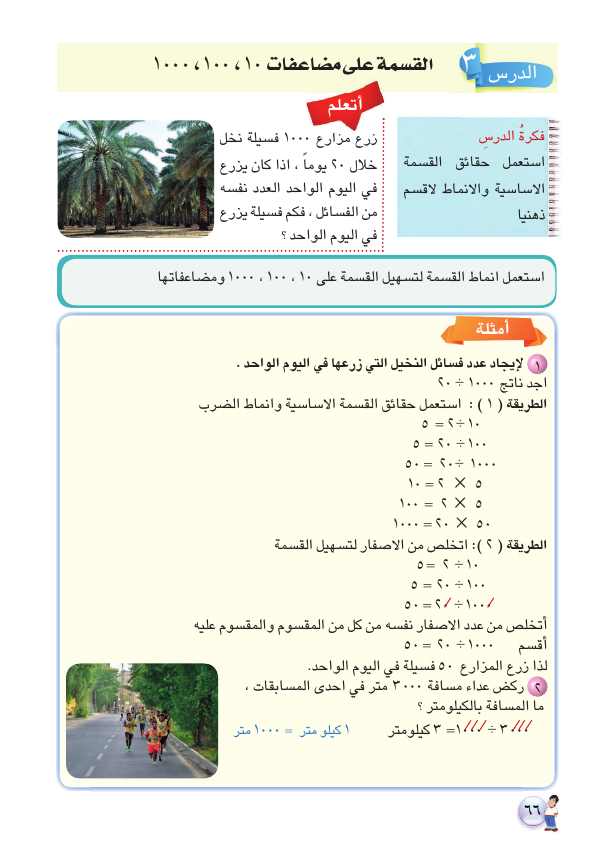 الدرس ٣
القسمة على مضاعفات ١٠ ، ١٠٠ ، ١٠٠٠
فكرةُ الدرسِ
استعمل حقائق القسمة
الاساسية والانماط لاقسم
ذهنيا
أتعلم
زرع مزارع ١٠٠٠ فسيلة نخل
خلال ٢٠ يوماً ، اذا كان يزرع
في اليوم الواحد العدد نفسه
من الفسائل ، فكم فسيلة يزرع
في اليوم الواحد ؟
استعمل انماط القسمة لتسهيل القسمة على ١٠ ، ١٠٠ ، ١٠٠٠ ومضاعفاتها
أمثلة
١ لإيجاد عدد فسائل النخيل التي زرعها في اليوم الواحد .
اجد ناتج ١٠٠٠ ÷ ٢٠
الطريقة ( ١ ) : استعمل حقائق القسمة الاساسية وانماط الضرب
١٠ ÷ ٢ = ٥
١٠٠ ÷ ٢٠ = ٥
١٠٠٠ ÷ ٢٠ = ٥٠
٥ × ٢ = ١٠
٥ × ٢ = ١٠٠
٥٠ × ٢٠ = ١٠٠٠
الطريقة ( ٢ ) : اتخلص من الاصفار لتسهيل القسمة
١٠ ÷ ٢ = ٥
١٠٠ ÷ ٢٠ = ٥
١٠٠ ÷ ٢ = ٥٠
أتخلص من عدد الاصفار نفسه من كل من المقسوم والمقسوم عليه
أقسم ١٠٠٠ ÷ ٢٠ = ٥٠
لذا زرع المزارع ٥٠ فسيلة في اليوم الواحد.
٢ ركض عداء مسافة ٣٠٠٠ متر في احدى المسابقات ،
ما المسافة بالكيلومتر ؟
٣ ÷ ١ = ٣ كيلومتر ١ كيلو متر = ١٠٠٠ متر
٦٦